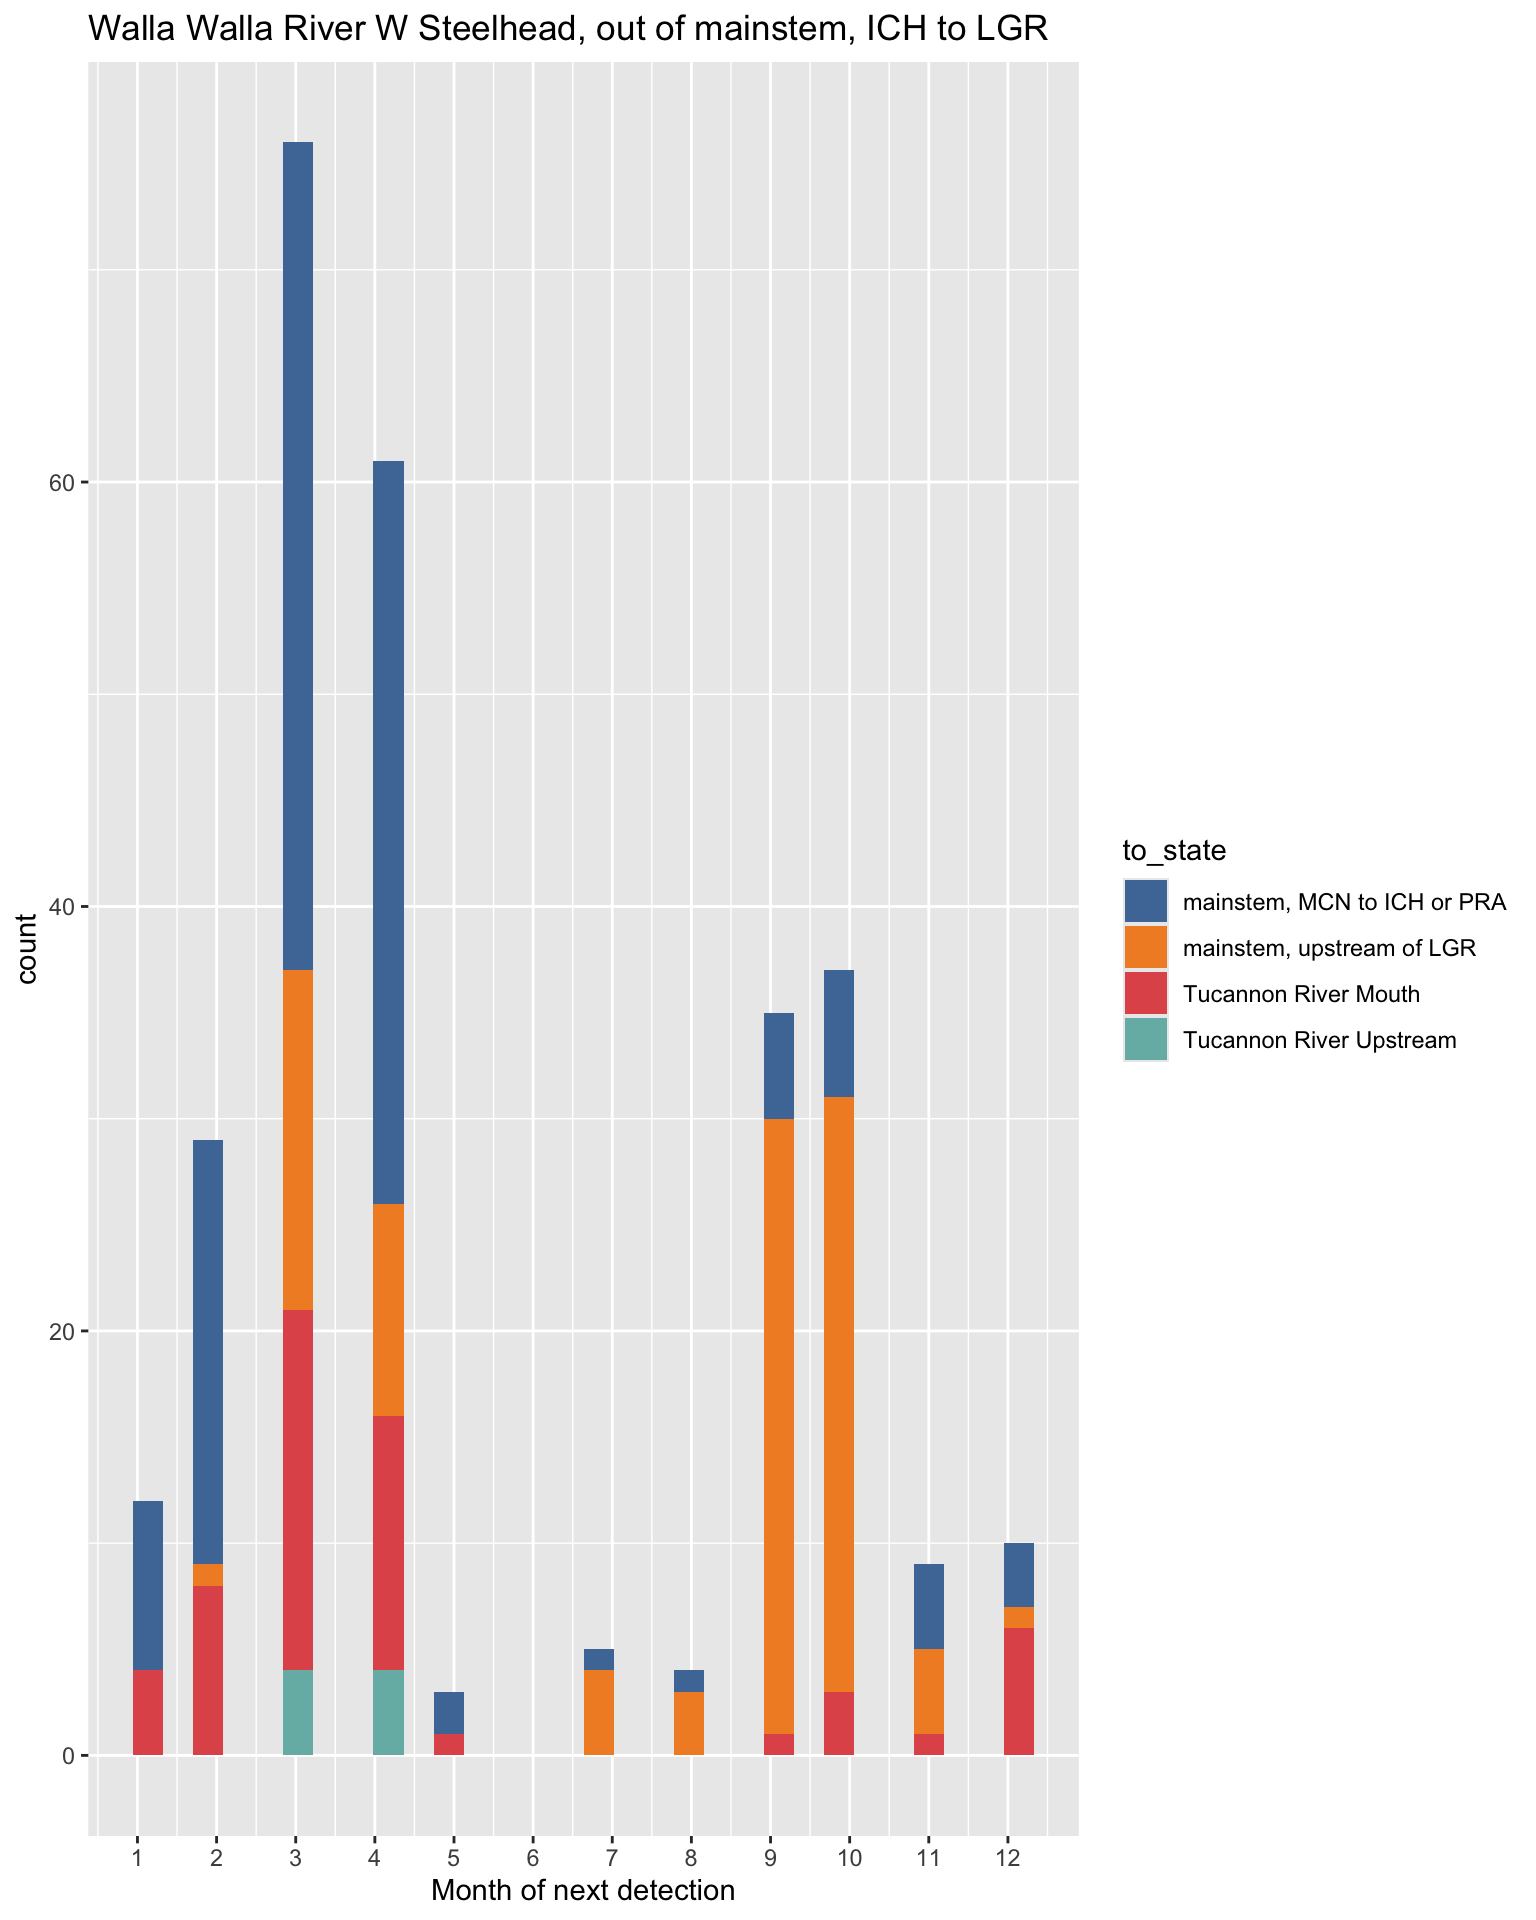 Walla Walla River W Steelhead, out of mainstem, ICH to LGR
60
40
20
0
count
1 2 3 4 5 6 7 8 9 10 11 12
Month of next detection
to_state
mainstem, MCN to ICH or PRA
mainstem, upstream of LGR
Tucannon River Mouth
Tucannon River Upstream